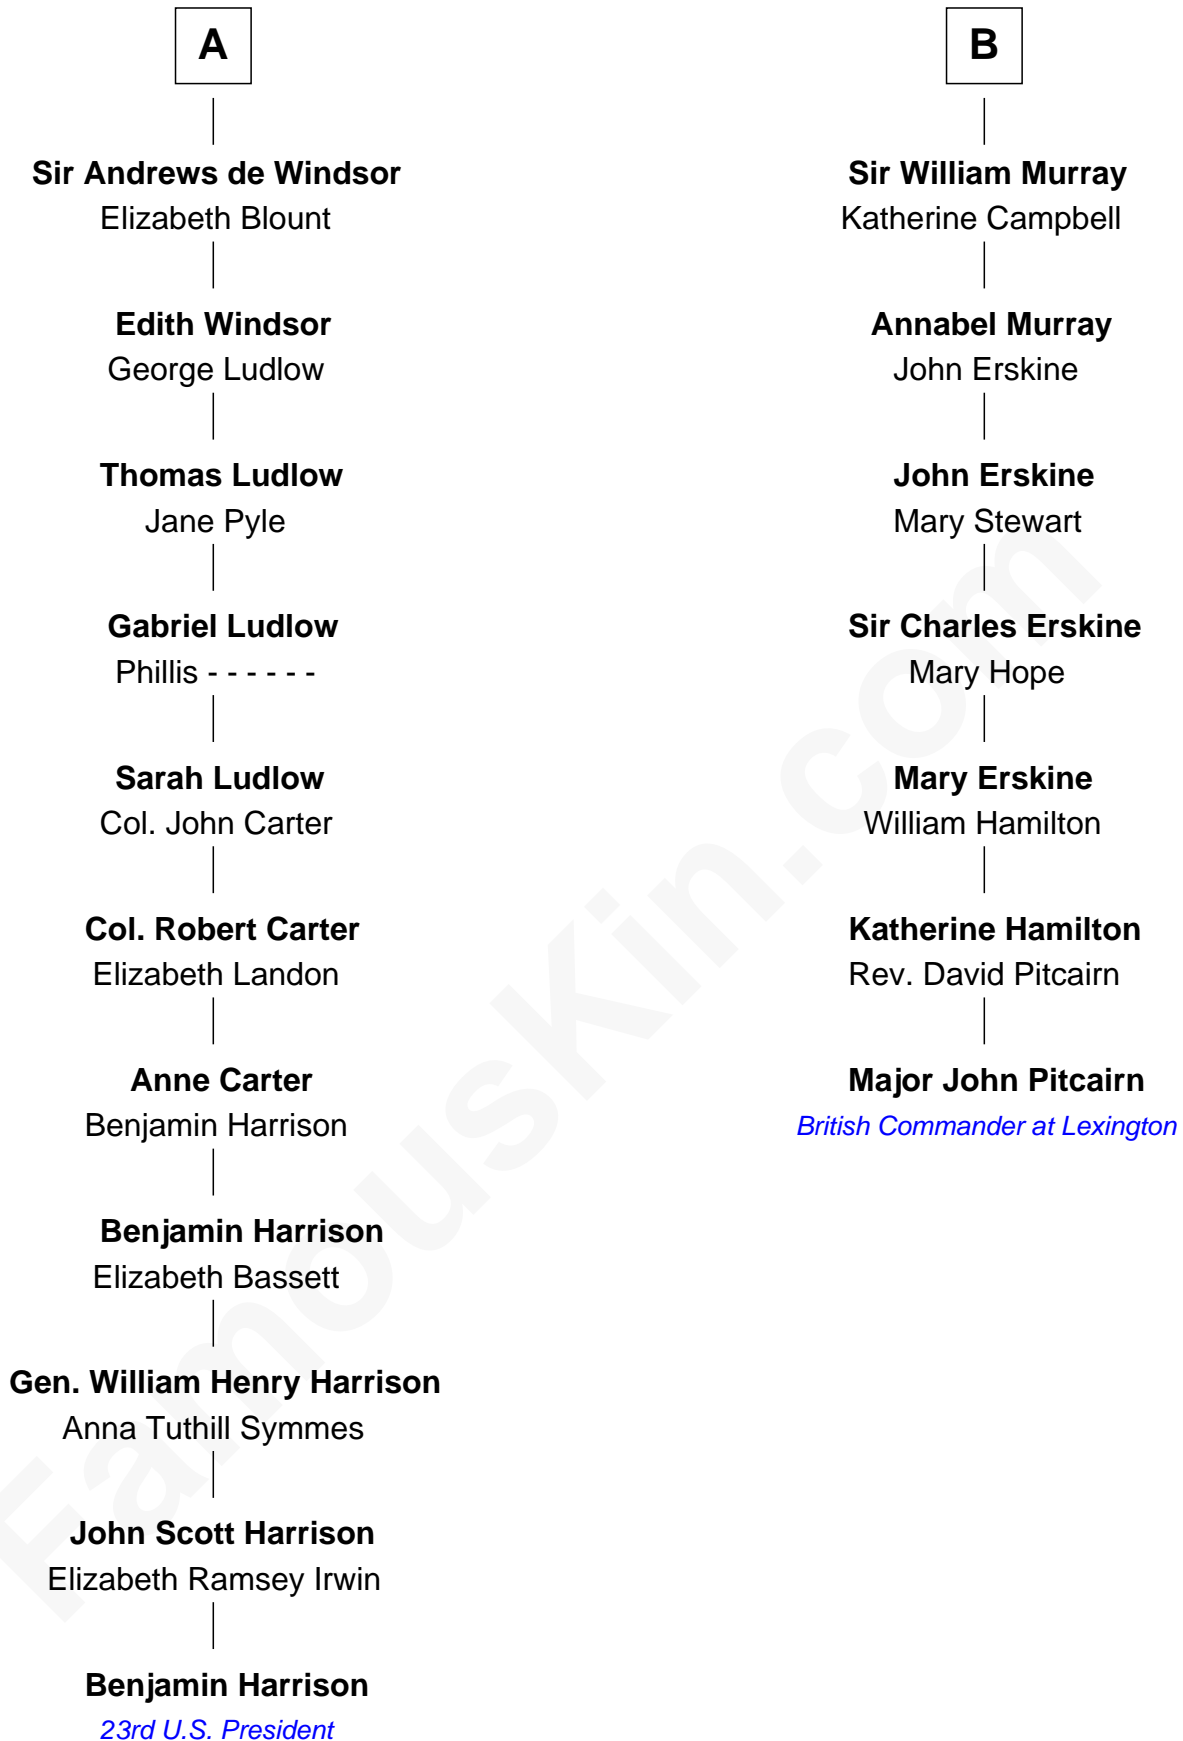 A
Sir Andrews de Windsor
Elizabeth Blount
Edith Windsor
George Ludlow
Thomas Ludlow
Jane Pyle
Gabriel Ludlow
Phillis - - - - - -
Sarah Ludlow
Col. John Carter
Col. Robert Carter
Elizabeth Landon
Anne Carter
Benjamin Harrison
Benjamin Harrison
Elizabeth Bassett
Gen. William Henry Harrison
Anna Tuthill Symmes
John Scott Harrison
Elizabeth Ramsey Irwin
Benjamin Harrison
23rd U.S. President
B
Sir William Murray
Katherine Campbell
Annabel Murray
John Erskine
John Erskine
Mary Stewart
Sir Charles Erskine
Mary Hope
Mary Erskine
William Hamilton
Katherine Hamilton
Rev. David Pitcairn
Major John Pitcairn
British Commander at Lexington
FamousKin.com